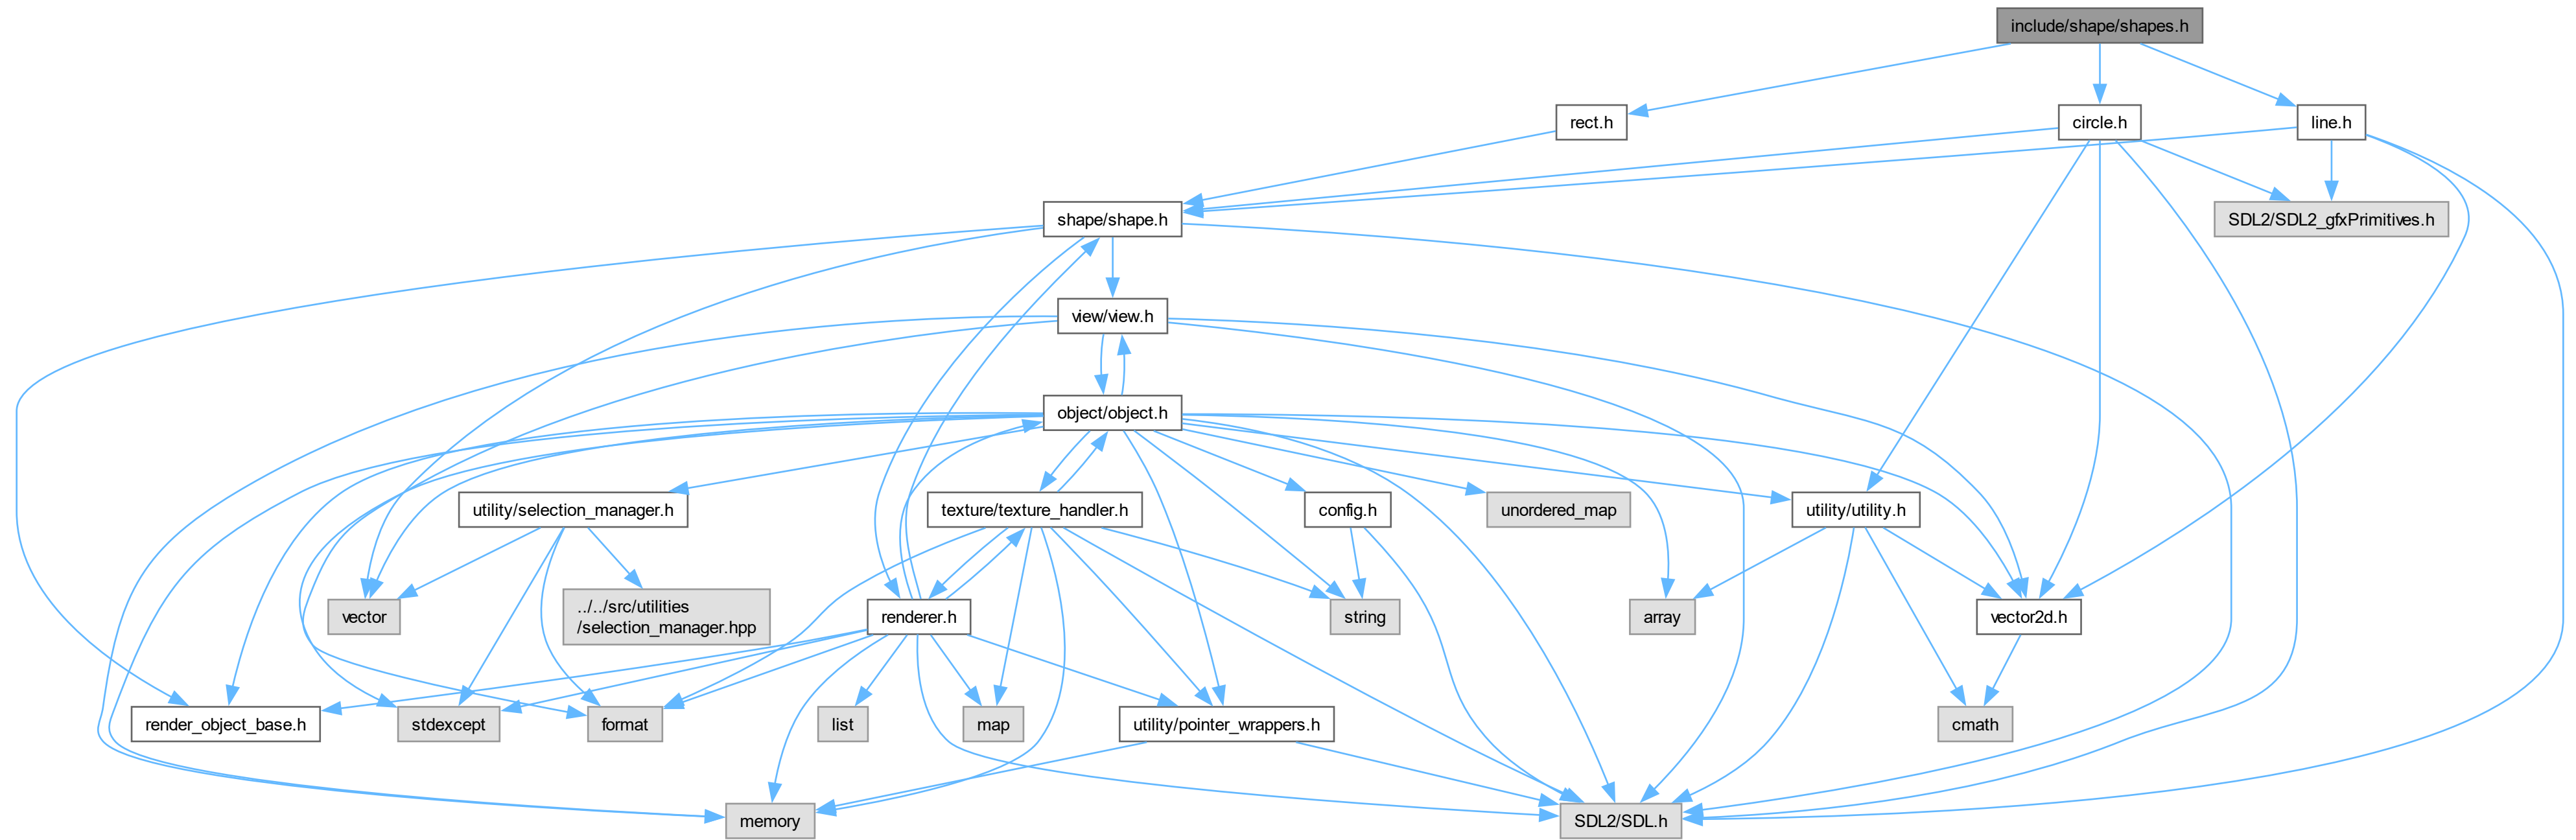 include/shape/shapes.h
rect.h
circle.h
line.h
shape/shape.h
SDL2/SDL2_gfxPrimitives.h
view/view.h
object/object.h
utility/selection_manager.h
texture/texture_handler.h
config.h
unordered_map
utility/utility.h
vector
../../src/utilities
/selection_manager.hpp
renderer.h
string
array
vector2d.h
render_object_base.h
stdexcept
format
list
map
utility/pointer_wrappers.h
cmath
memory
SDL2/SDL.h